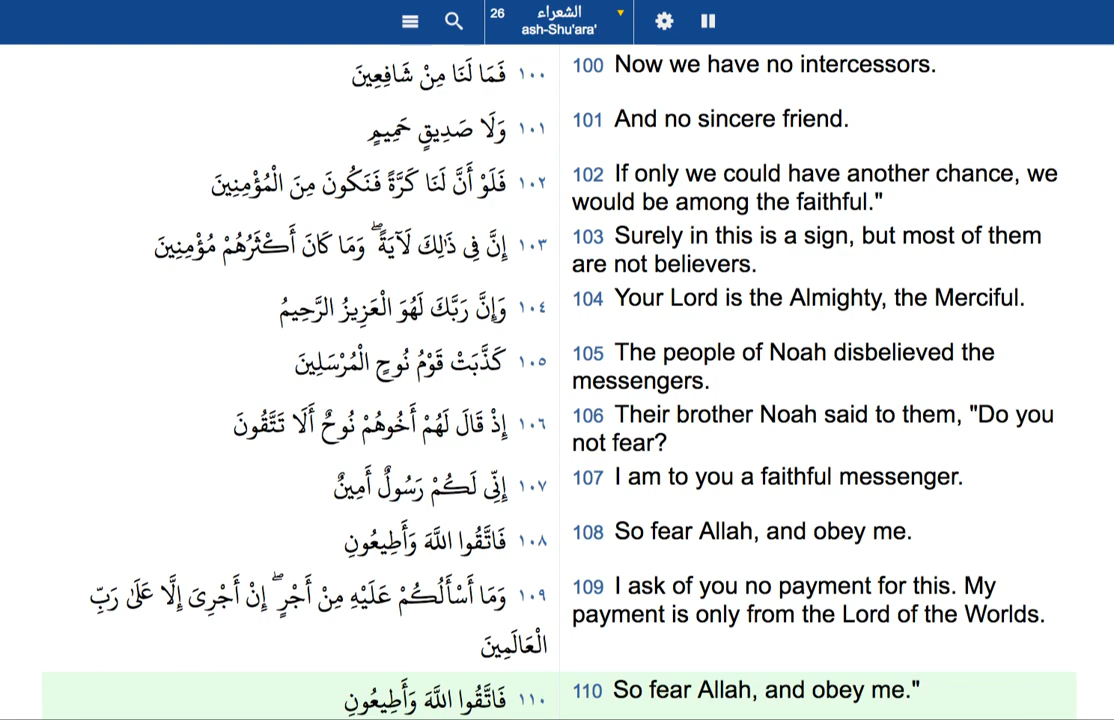 26
الشعراء
ash-Shu'ara'
١٠٠ فَمَا لَنَا مِنْ شَافِعِينَ
100 Now we have no intercessors.
١٠١ وَلَا صَدِيقٍ حَمِيمٍ
101 And no sincere friend.
١٠٢ فَلَوْ أَنَّ لَنَا كَرَّةً فَنَكُونَ مِنَ الْمُؤْمِنِينَ
102 If only we could have another chance, we
would be among the faithful."
١٠٣ إِنَّ فِي ذَٰلِكَ لَآيَةً ۖ وَمَا كَانَ أَكْثَرُهُمْ مُؤْمِنِينَ
103 Surely in this is a sign, but most of them
are not believers.
١٠٤ وَإِنَّ رَبَّكَ لَهُوَ الْعَزِيزُ الرَّحِيمُ
104 Your Lord is the Almighty, the Merciful.
١٠٥ كَذَّبَتْ قَوْمُ نُوحٍ الْمُرْسَلِينَ
105 The people of Noah disbelieved the
messengers.
١٠٦ إِذْ قَالَ لَهُمْ أَخُوهُمْ نُوحٌ أَلَا تَتَّقُونَ
106 Their brother Noah said to them, "Do you
not fear?
١٠٧ إِنِّي لَكُمْ رَسُولٌ أَمِينٌ
107 I am to you a faithful messenger.
١٠٨ فَاتَّقُوا اللَّهَ وَأَطِيعُونِ
108 So fear Allah, and obey me.
١٠٩ وَمَا أَسْأَلُكُمْ عَلَيْهِ مِنْ أَجْرٍ ۖ إِنْ أَجْرِيَ إِلَّا عَلَىٰ رَبِّ
الْعَالَمِينَ
109 I ask of you no payment for this. My
payment is only from the Lord of the Worlds.
١١٠ فَاتَّقُوا اللَّهَ وَأَطِيعُونِ
110 So fear Allah, and obey me."